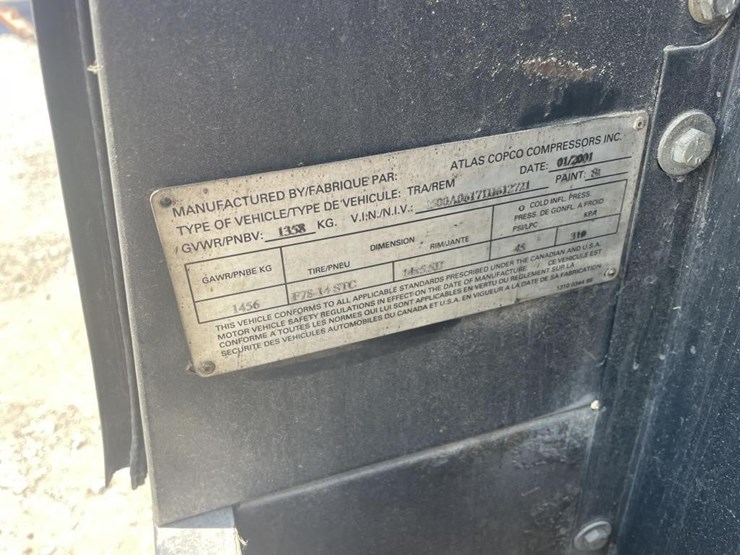 MANUFACTURED BY/FABRIQUE PAR: ATLAS COPCO COMPRESSORS INC.
TYPE OF VEHICLE/TYPE DE VEHICULE: TRA/REM DATE: 01/2001
GVWR/PNBV: 1358 KG. V.I.N./N.I.V.: PAINT:
GAWR/PNBE KG DIMENSION COLD INFL. PRESS.
TIRE/PNEU RIM/JANTE PRESS. DE GONFL. A FROID
PSI/LPC KPA
1456 F78-14 STC 45 310
THIS VEHICLE CONFORMS TO ALL APPLICABLE STANDARDS PRESCRIBED UNDER THE CANADIAN AND U.S.A.
MOTOR VEHICLE SAFETY REGULATIONS IN EFFECT ON THE DATE OF MANUFACTURE CE VEHICULE EST
CONFORME A TOUTES LES NORMES QUI LUI SONT APPLICABLES EN VERTU DU REGLEMENT SUR LA
SECURITE DES VEHICULES AUTOMOBILES DU CANADA ET U.S.A. EN VIGUEUR A LA DATE DE SA FABRICATION